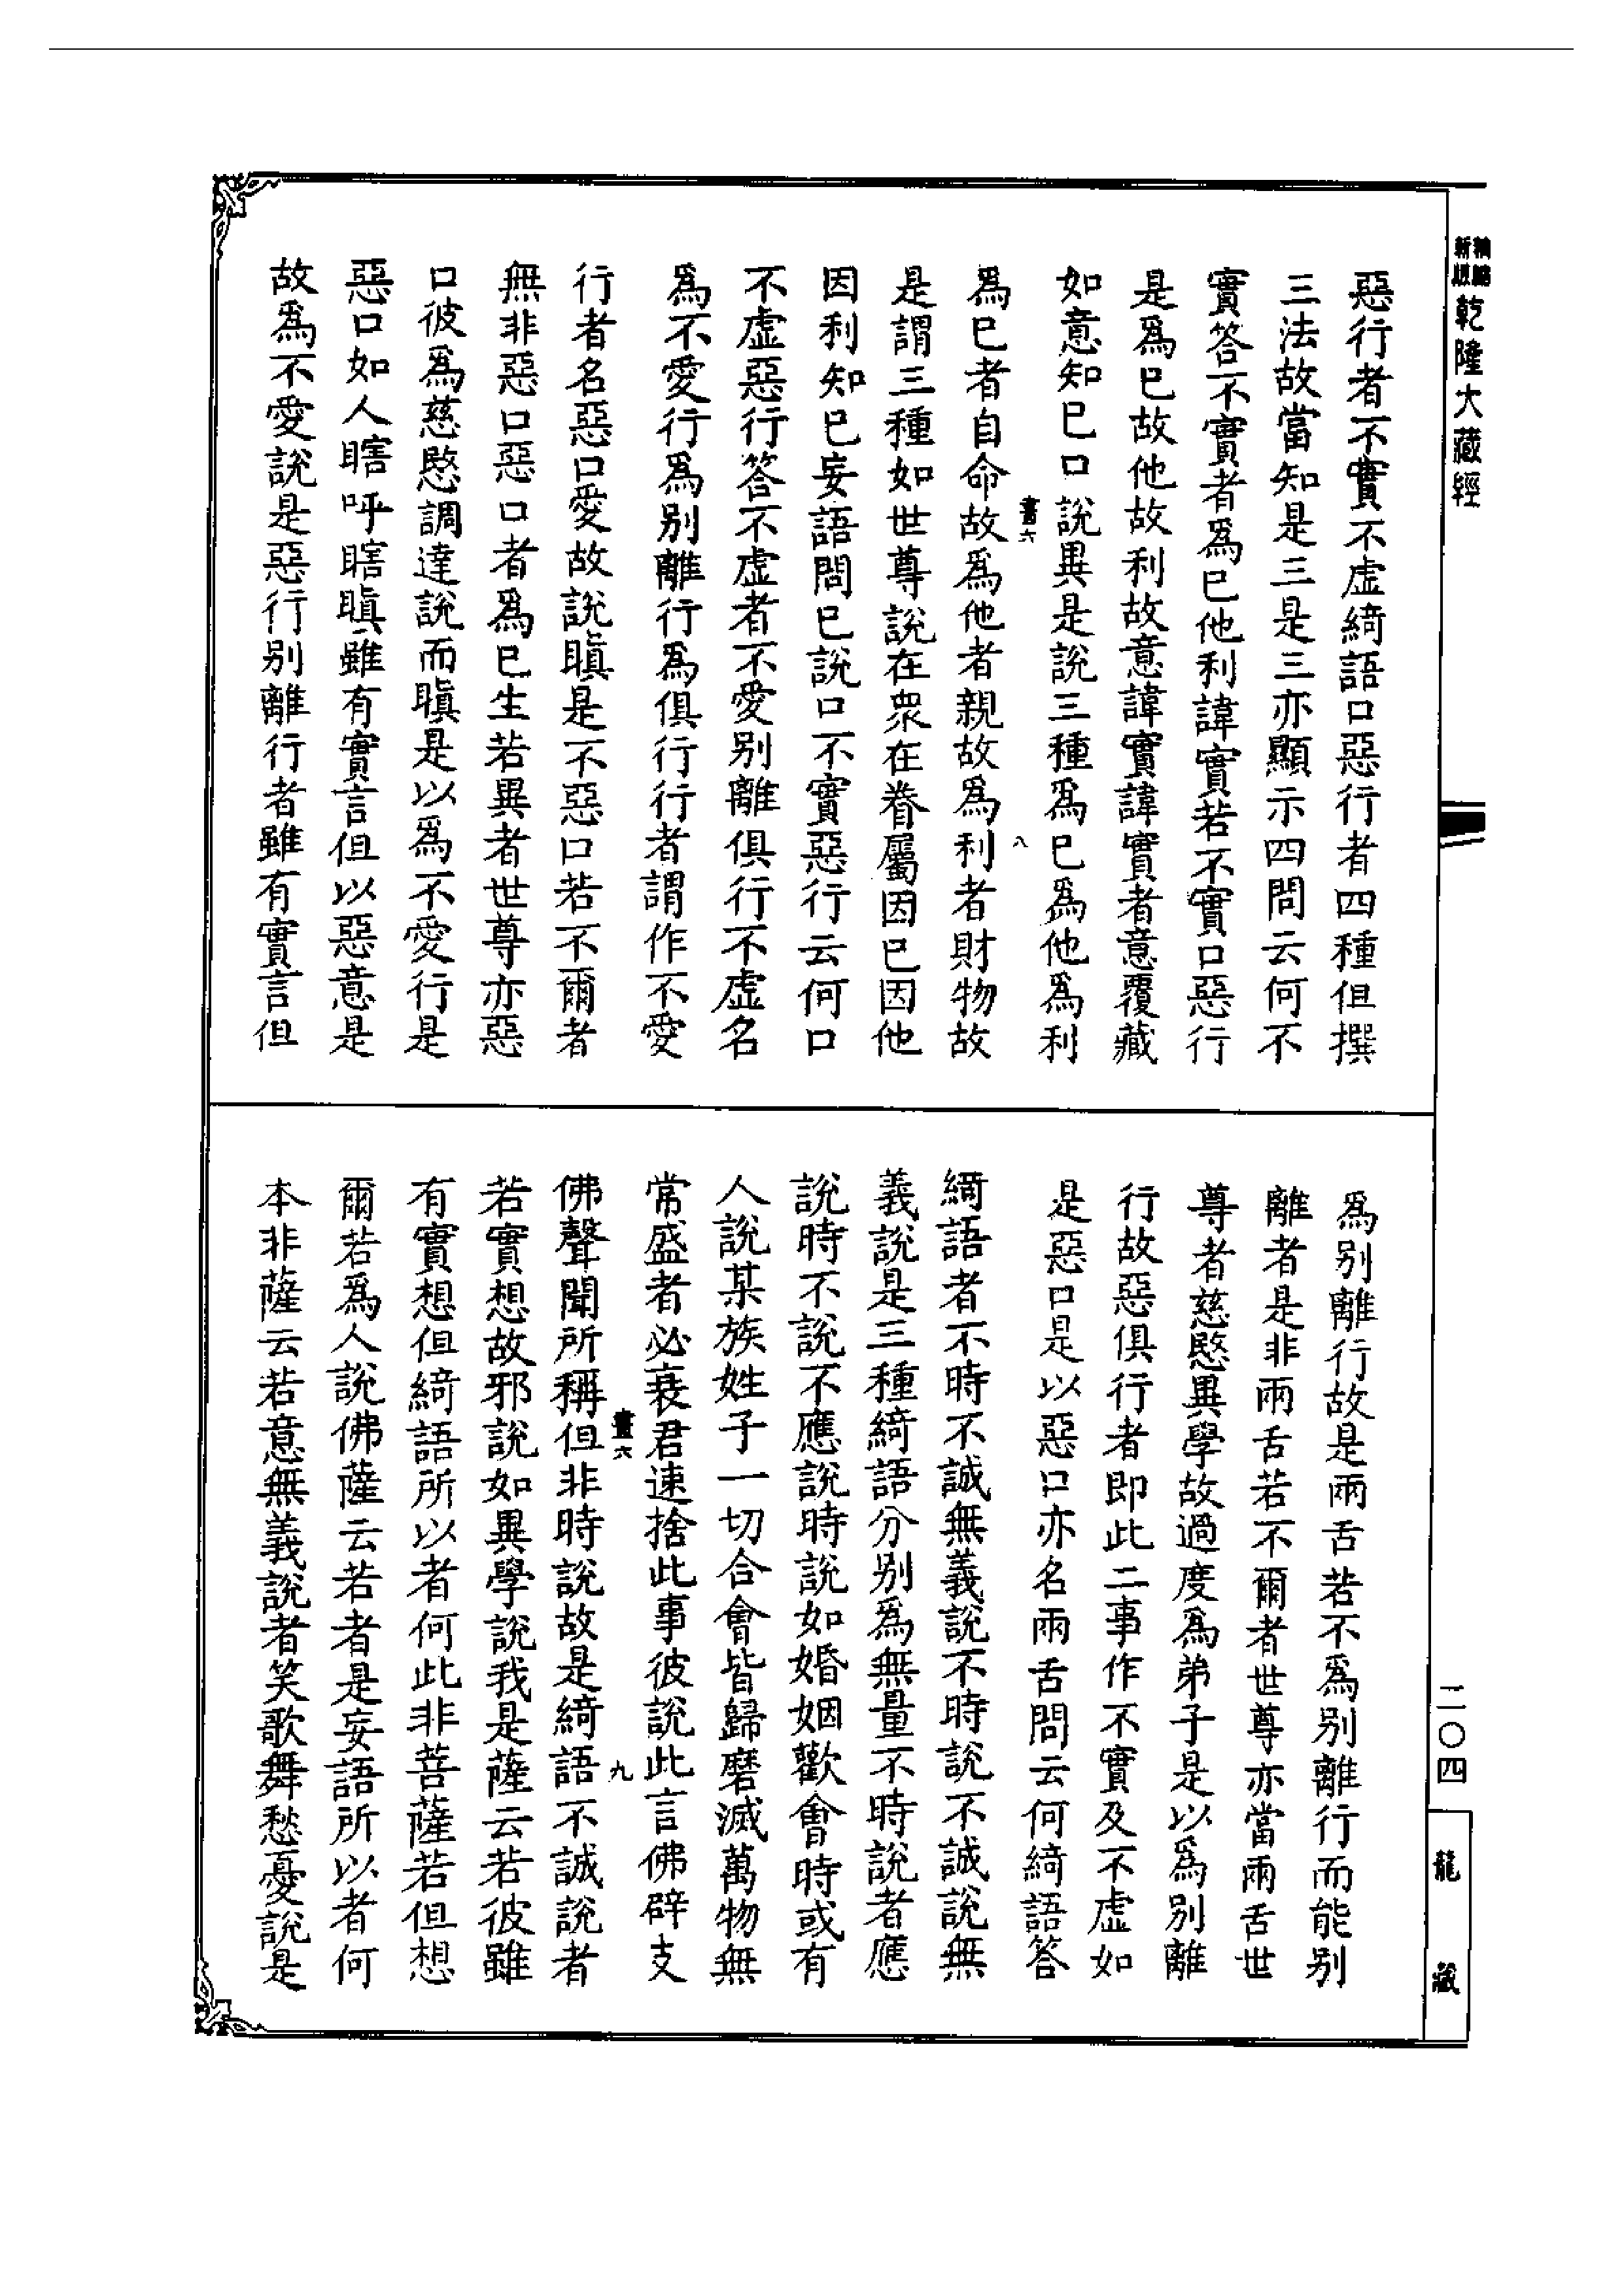 新編縮版 乾隆大藏經
惡行者不實不虛綺語口惡行者四種但撰
三法故當知是三是三亦顯示四問云何不
實答不實者爲已他利諱實若不實口惡行
是爲已故他故利故意諱實諱實者意覆藏
如意知已口說異是說三種爲已爲他爲利
爲已者自命故爲他者親故爲利者財物故
書六 八
是謂三種如世尊說在衆在眷屬因已因他
因利知已妄語問已說口不實惡行云何口
不虛惡行答不虛者不愛别離俱行不虛名
爲不愛行爲别離行爲俱行行者謂作不愛
行者名惡口愛故說瞋是不惡口若不爾者
無非惡口惡口者爲已生若異者世尊亦惡
口彼爲慈愍調達說而瞋是以爲不愛行是
惡口如人瞎呼瞎瞋雖有實言但以惡意是
故爲不愛說是惡行别離行者雖有實言但
爲别離行故是兩舌若不爲别離行而能别
離者是非兩舌若不爾者世尊亦當兩舌世
尊者慈愍異學故過度爲弟子是以爲别離
行故惡俱行者即此二事作不實及不虛如
是惡口是以惡口亦名兩舌問云何綺語答
綺語者不時不誠無義說不時說不誠說無
義說是三種綺語分别爲無量不時說者應
說時不說不應說時說如婚姻歡會時或有
人說某族姓子一切合會皆歸磨滅萬物無
常盛者必衰君速捨此事彼說此言佛辟支
書六 九
佛聲聞所稱但非時說故是綺語不誠說者
若實想故邪說如異學說我是薩云若彼雖
有實想但綺語所以者何此非菩薩若但想
爾若爲人說佛薩云若者是妄語所以者何
本非薩云若意無義說者笑歌舞愁憂說是
二〇四
龍藏